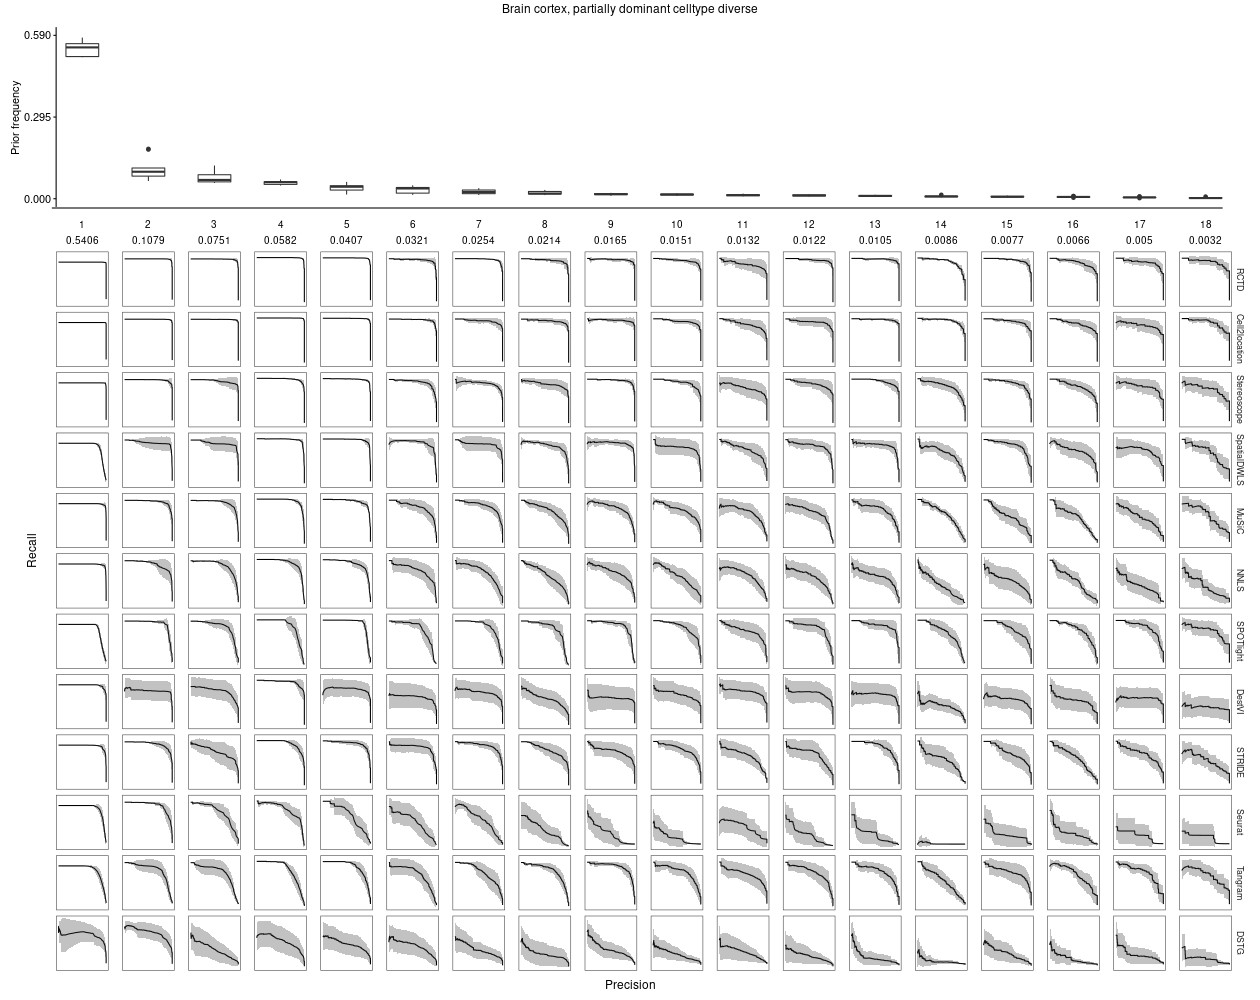 Brain cortex, partially dominant celltype diverse
Prior frequency
0.590
0.295
0.000
1 2 3 4 5 6 7 8 9 10 11 12 13 14 15 16 17 18
0.5406 0.1079 0.0751 0.0582 0.0407 0.0321 0.0254 0.0214 0.0165 0.0151 0.0132 0.0122 0.0105 0.0086 0.0077 0.0066 0.005 0.0032
Recall
RCTD
Cell2location
Stereoscope
SpatialDWLS
MuSiC
NNLS
SPOTlight
DestVI
STRIDE
Seurat
Tangram
DSTG
Precision